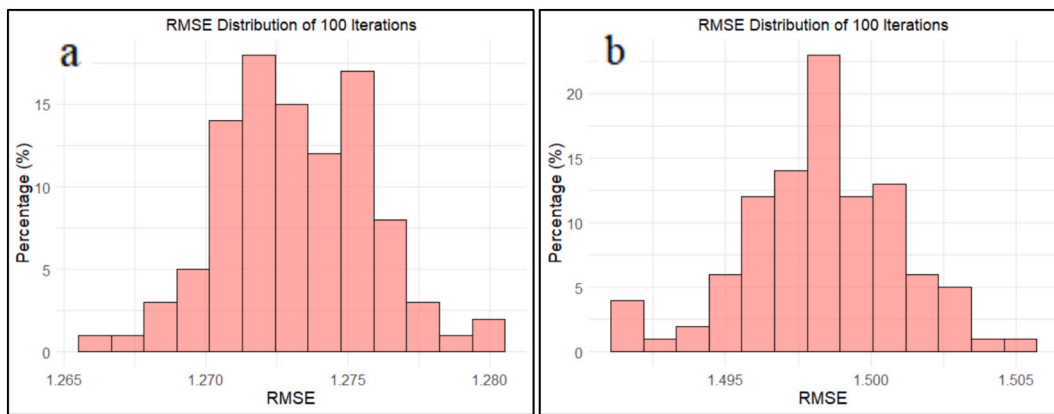 RMSE Distribution of 100 Iterations
a
Percentage (%)
15
10
5
0
1.265 1.270 1.275 1.280
RMSE
RMSE Distribution of 100 Iterations
b
Percentage (%)
20
15
10
5
0
1.495 1.500 1.505
RMSE